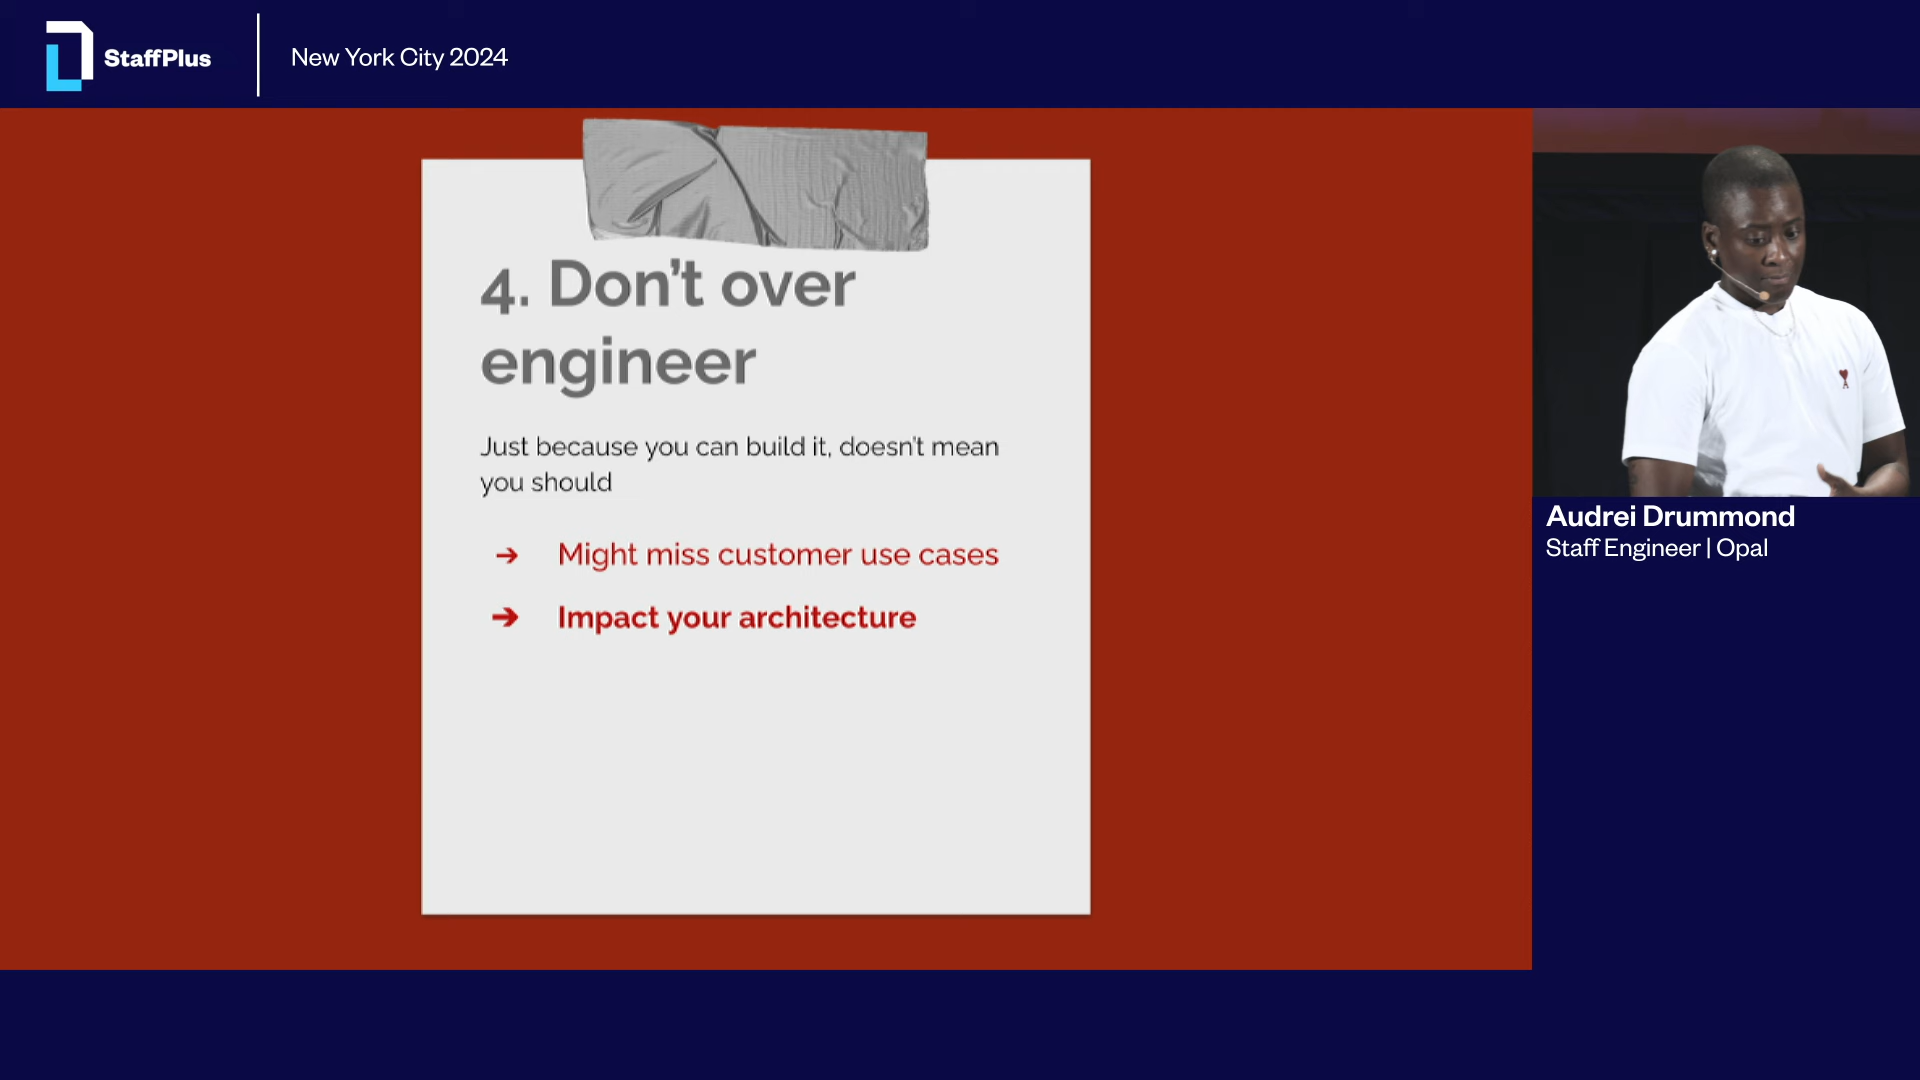 StaffPlus
New York City 2024
4. Don't over
engineer
Just because you can build it, doesn't mean
you should
➔ Might miss customer use cases
➔ Impact your architecture
Audrei Drummond
Staff Engineer | Opal